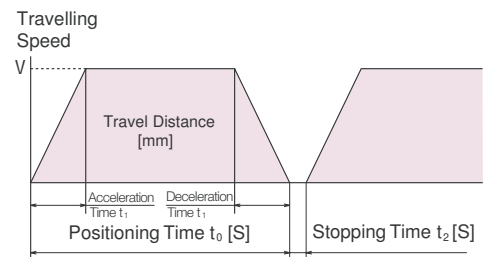 Travelling
Speed
V
Travel Distance
[mm]
Acceleration
Time t₁
Deceleration
Time t₁
Positioning Time t₀ [S]
Stopping Time t₂ [S]